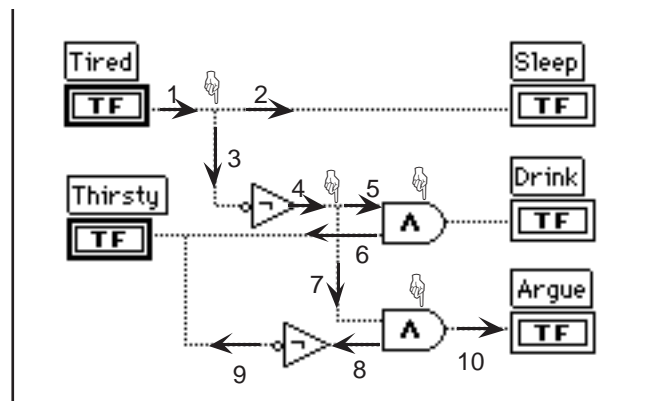 Tired
Sleep
1
2
TF
TF
3
Thirsty
4
5
Drink
¬
∧
TF
TF
6
7
Argue
∧
TF
¬
9
8
10